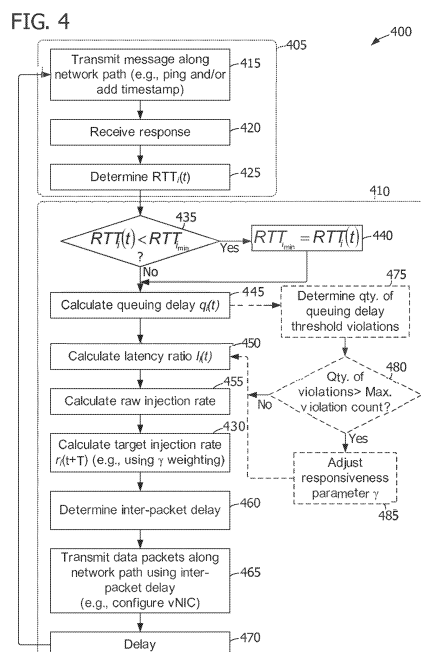 FIG. 4
400
405
Transmit message along
network path (e.g., ping and/or
add timestamp)
415
Receive response
420
Determine RTTᵢ(t)
425
410
435
RTTᵢ(t) < RTTᵢₘᵢₙ
?
Yes
No
RTTᵢₘᵢₙ = RTTᵢ(t)
440
Calculate queuing delay qᵢ(t)
445
475
Determine qty. of
queuing delay
threshold violations
Calculate latency ratio lᵢ(t)
450
480
Qty. of
violations> Max.
violation count?
No
Yes
455
Calculate raw injection rate
430
Calculate target injection rate
rᵢ(t+T) (e.g., using γ weighting)
Adjust
responsiveness
parameter γ
485
Determine inter-packet delay
460
Transmit data packets along
network path using inter-
packet delay
(e.g., configure vNIC)
465
Delay
470